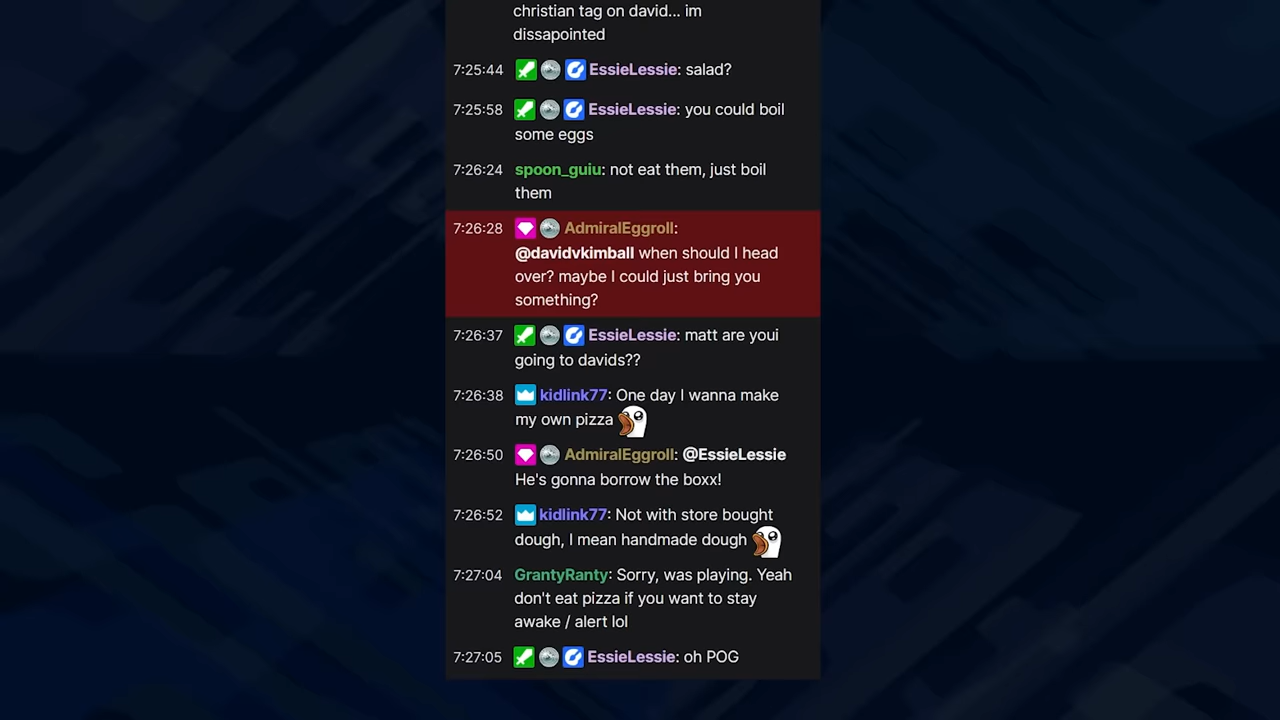 christian tag on david... im
dissapointed
7:25:44 EssieLessie: salad?
7:25:58 EssieLessie: you could boil
some eggs
7:26:24 spoon_guiu: not eat them, just boil
them
7:26:28 AdmiralEggroll:
@davidvkimball when should I head
over? maybe I could just bring you
something?
7:26:37 EssieLessie: matt are youi
going to davids??
7:26:38 kidlink77: One day I wanna make
my own pizza
7:26:50 AdmiralEggroll: @EssieLessie
He's gonna borrow the boxx!
7:26:52 kidlink77: Not with store bought
dough, I mean handmade dough
7:27:04 GrantyRanty: Sorry, was playing. Yeah
don't eat pizza if you want to stay
awake / alert lol
7:27:05 EssieLessie: oh POG